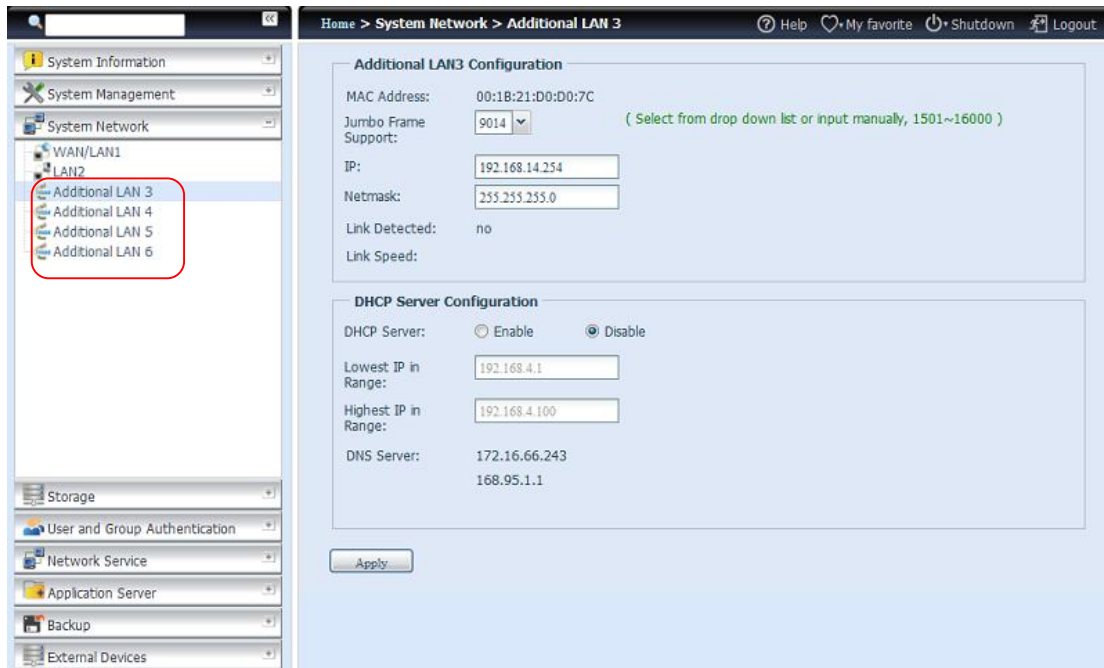 Home > System Network > Additional LAN 3
Help My favorite Shutdown Logout
System Information
System Management
System Network
WAN/LAN1
LAN2
Additional LAN 3
Additional LAN 4
Additional LAN 5
Additional LAN 6
Storage
User and Group Authentication
Network Service
Application Server
Backup
External Devices
Additional LAN3 Configuration
MAC Address: 00:1B:21:D0:D0:7C
Jumbo Frame Support: 9014 ( Select from drop down list or input manually, 1501~16000 )
IP: 192.168.14.254
Netmask: 255.255.255.0
Link Detected: no
Link Speed:
DHCP Server Configuration
DHCP Server: Enable Disable
Lowest IP in Range: 192.168.4.1
Highest IP in Range: 192.168.4.100
DNS Server: 172.16.66.243
168.95.1.1
Apply